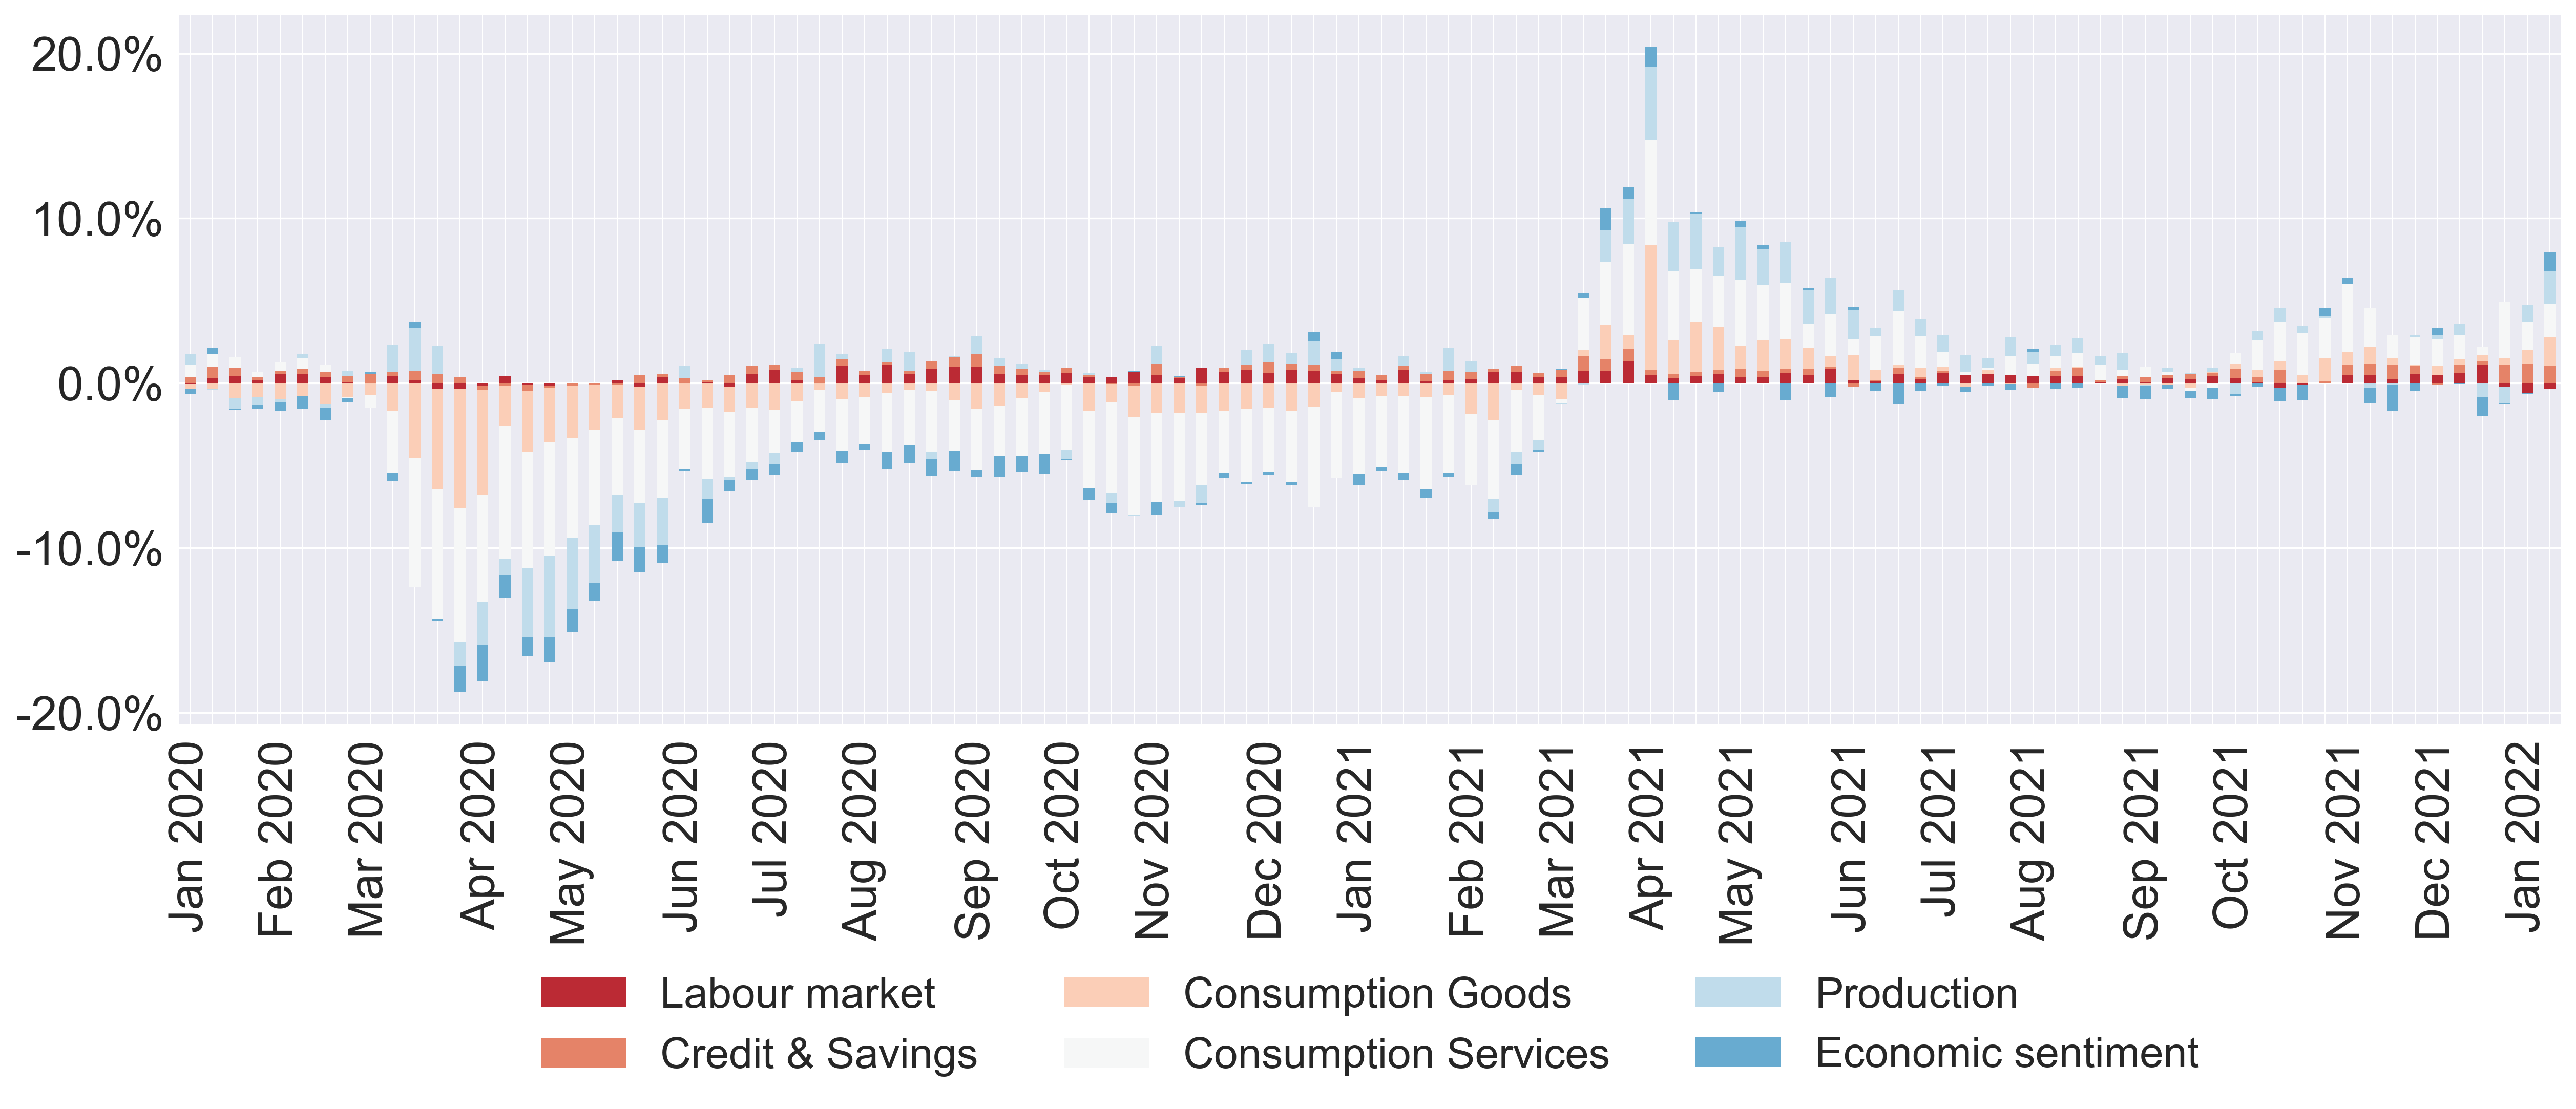 20.0%
10.0%
0.0%
-10.0%
-20.0%
Jan 2020
Feb 2020
Mar 2020
Apr 2020
May 2020
Jun 2020
Jul 2020
Aug 2020
Sep 2020
Oct 2020
Nov 2020
Dec 2020
Jan 2021
Feb 2021
Mar 2021
Apr 2021
May 2021
Jun 2021
Jul 2021
Aug 2021
Sep 2021
Oct 2021
Nov 2021
Dec 2021
Jan 2022
Labour market
Consumption Goods
Production
Credit & Savings
Consumption Services
Economic sentiment